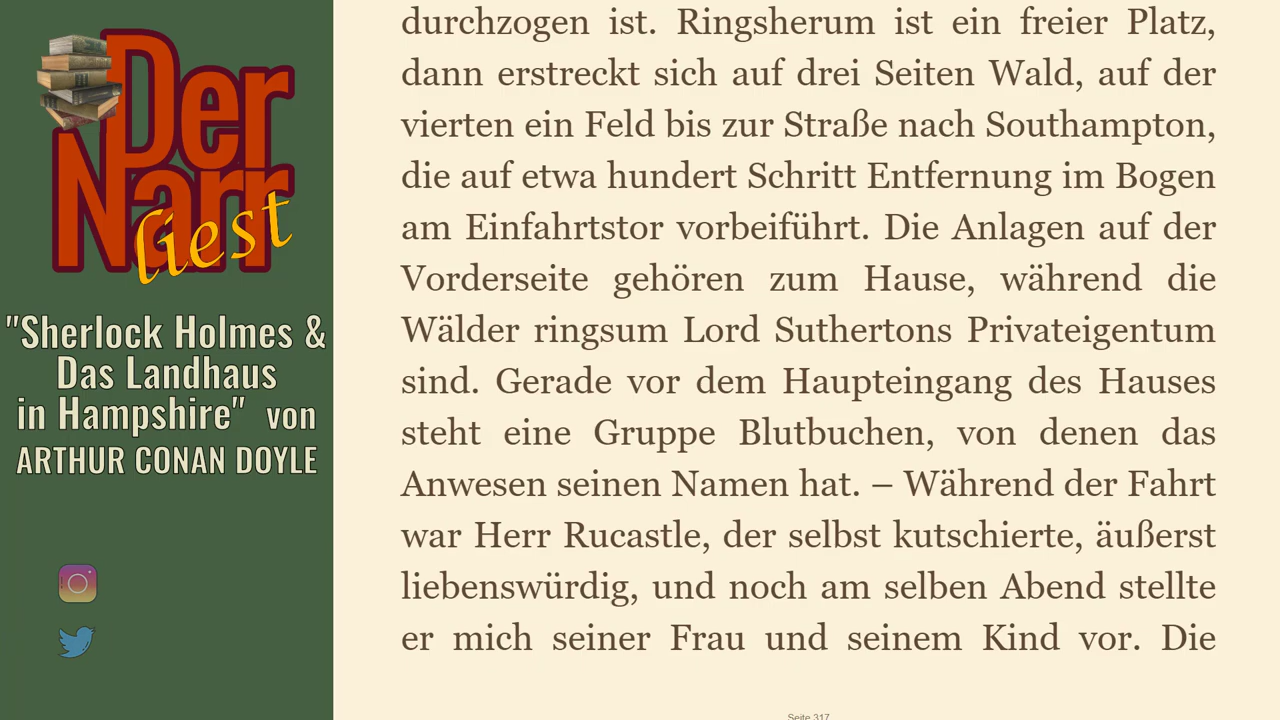 Der
Narr
liest
"Sherlock Holmes &
Das Landhaus
in Hampshire" von
ARTHUR CONAN DOYLE
durchzogen ist. Ringsherum ist ein freier Platz,
dann erstreckt sich auf drei Seiten Wald, auf der
vierten ein Feld bis zur Straße nach Southampton,
die auf etwa hundert Schritt Entfernung im Bogen
am Einfahrtstor vorbeiführt. Die Anlagen auf der
Vorderseite gehören zum Hause, während die
Wälder ringsum Lord Suthertons Privateigentum
sind. Gerade vor dem Haupteingang des Hauses
steht eine Gruppe Blutbuchen, von denen das
Anwesen seinen Namen hat. – Während der Fahrt
war Herr Rucastle, der selbst kutschierte, äußerst
liebenswürdig, und noch am selben Abend stellte
er mich seiner Frau und seinem Kind vor. Die
Seite 317